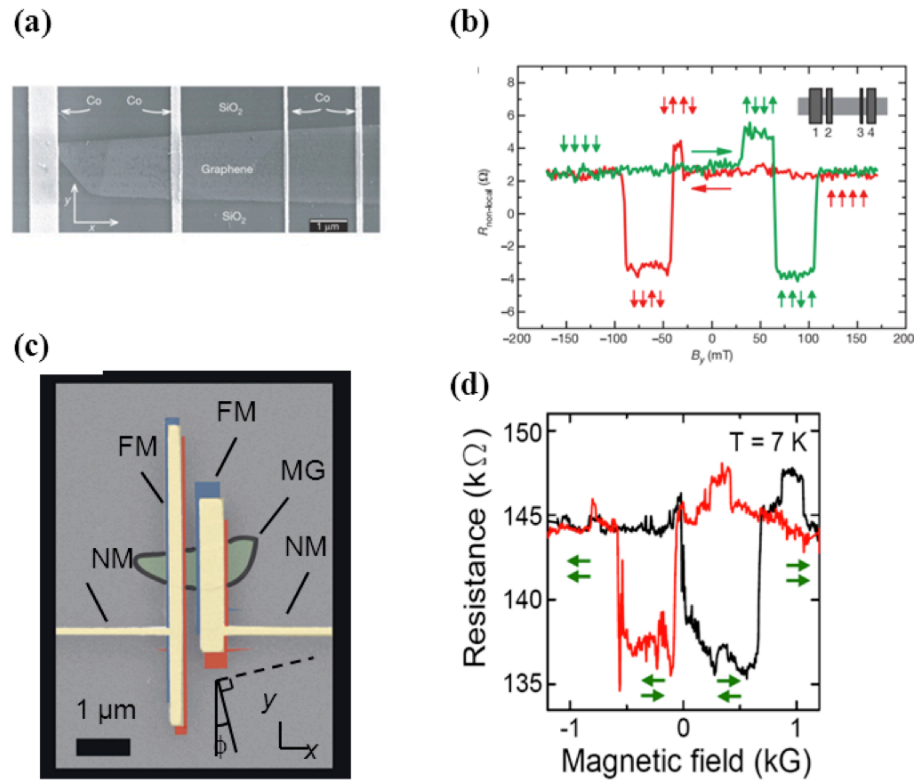 (a)
Co
Co
SiO₂
Co
Graphene
y
x
SiO₂
1 μm
(b)
R non-local (Ω)
8
6
4
2
0
−2
−4
−6
1 2 3 4
−200 −150 −100 −50 0 50 100 150 200
B_y (mT)
(c)
FM
FM
MG
NM
NM
1 μm
ϕ
y
x
(d)
Resistance (kΩ)
150
145
140
135
T = 7 K
-1 0 1
Magnetic field (kG)